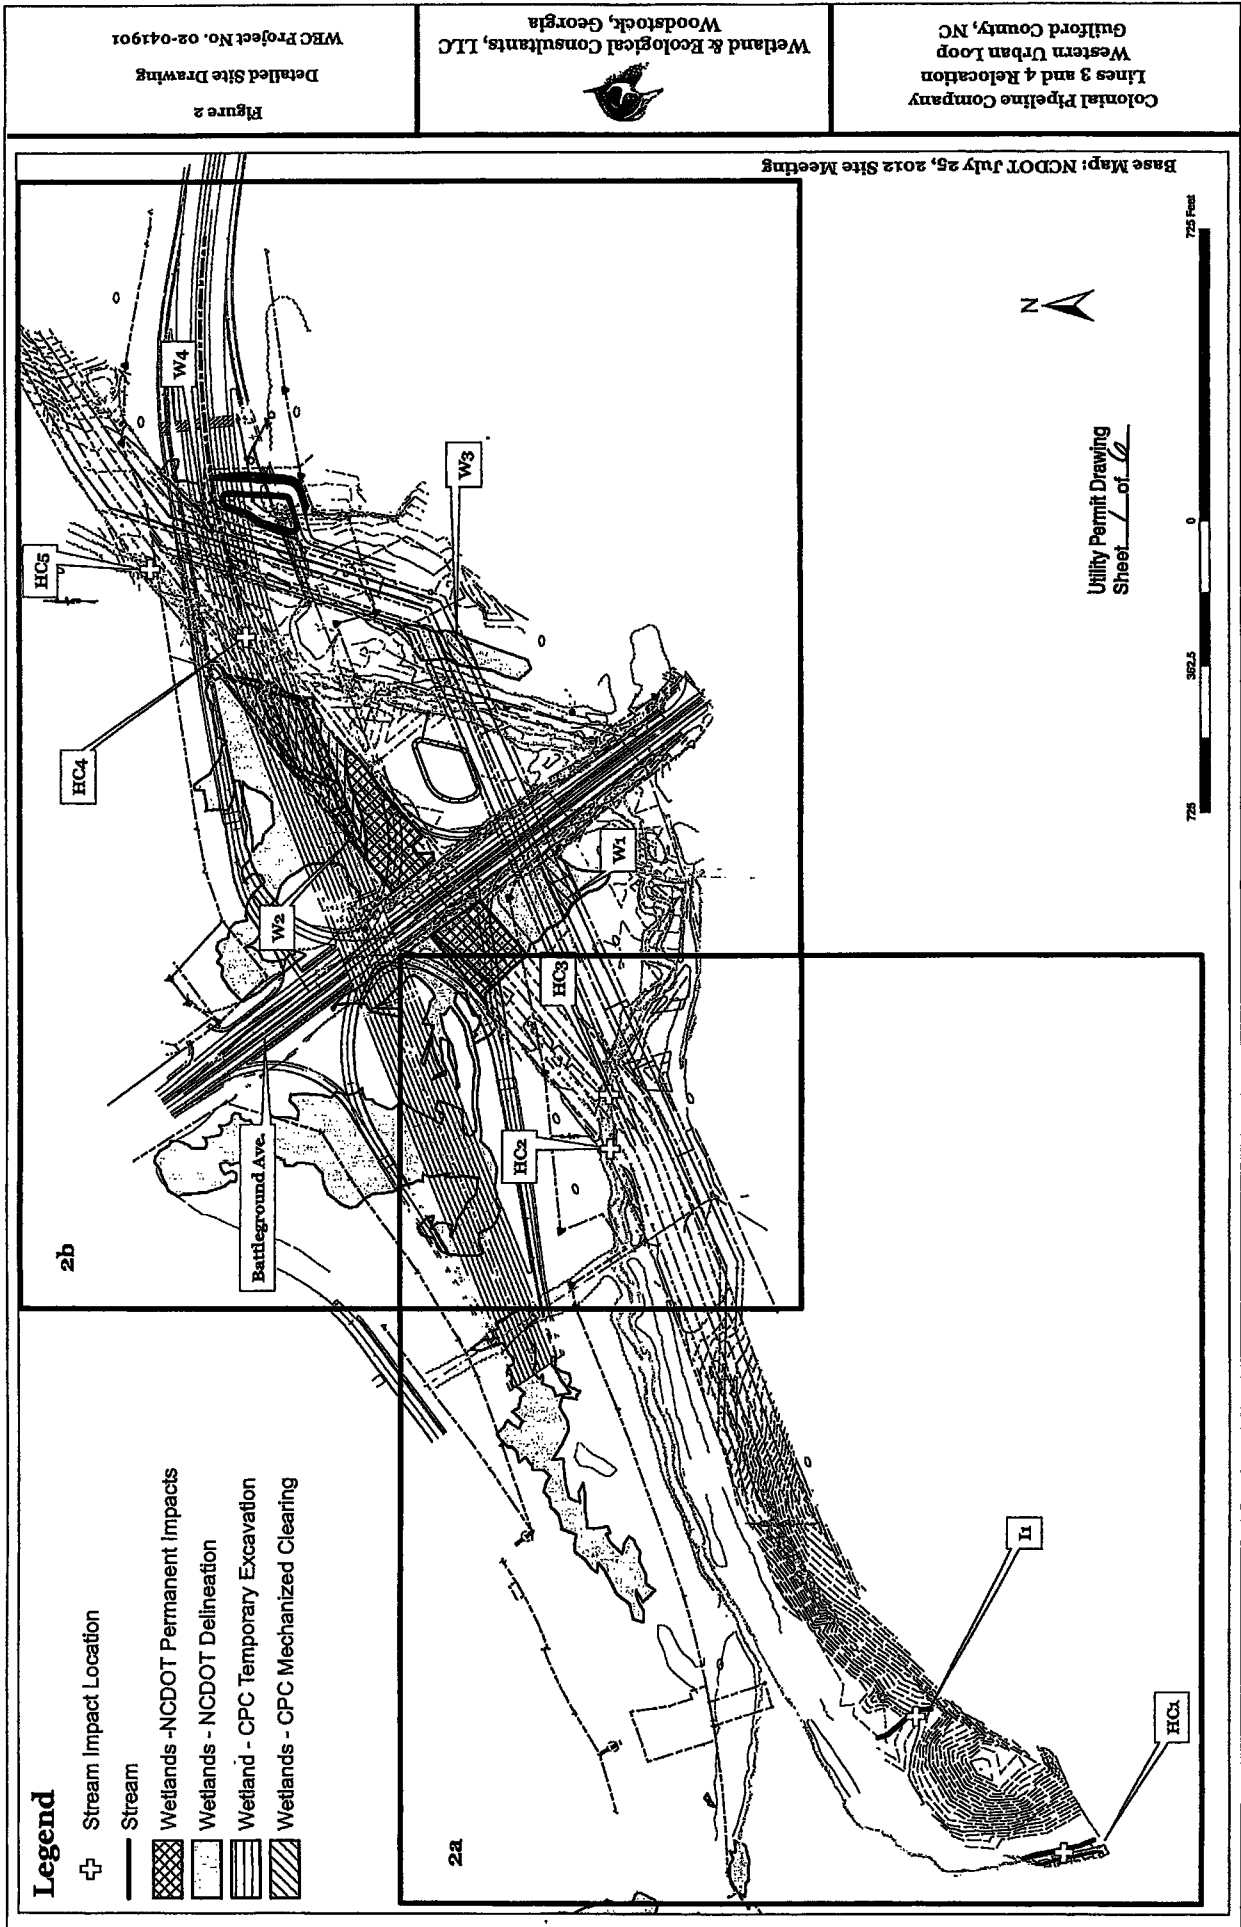 Legend
Stream Impact Location
Stream
Wetlands -NCDOT Permanent Impacts
Wetlands - NCDOT Delineation
Wetland - CPC Temporary Excavation
Wetlands - CPC Mechanized Clearing
2b
2a
Battleground Ave.
HC5
HC4
W4
W3
W2
W1
HC3
HC2
I1
HC1
N
Utility Permit Drawing
Sheet 1 of 6
725
362.5
0
725 Feet
Base Map: NCDOT July 25, 2012 Site Meeting
Colonial Pipeline Company
Lines 3 and 4 Relocation
Western Urban Loop
Guilford County, NC
Wetland & Ecological Consultants, LLC
Woodstock, Georgia
Figure 2
Detailed Site Drawing
WEC Project No. 02-041901